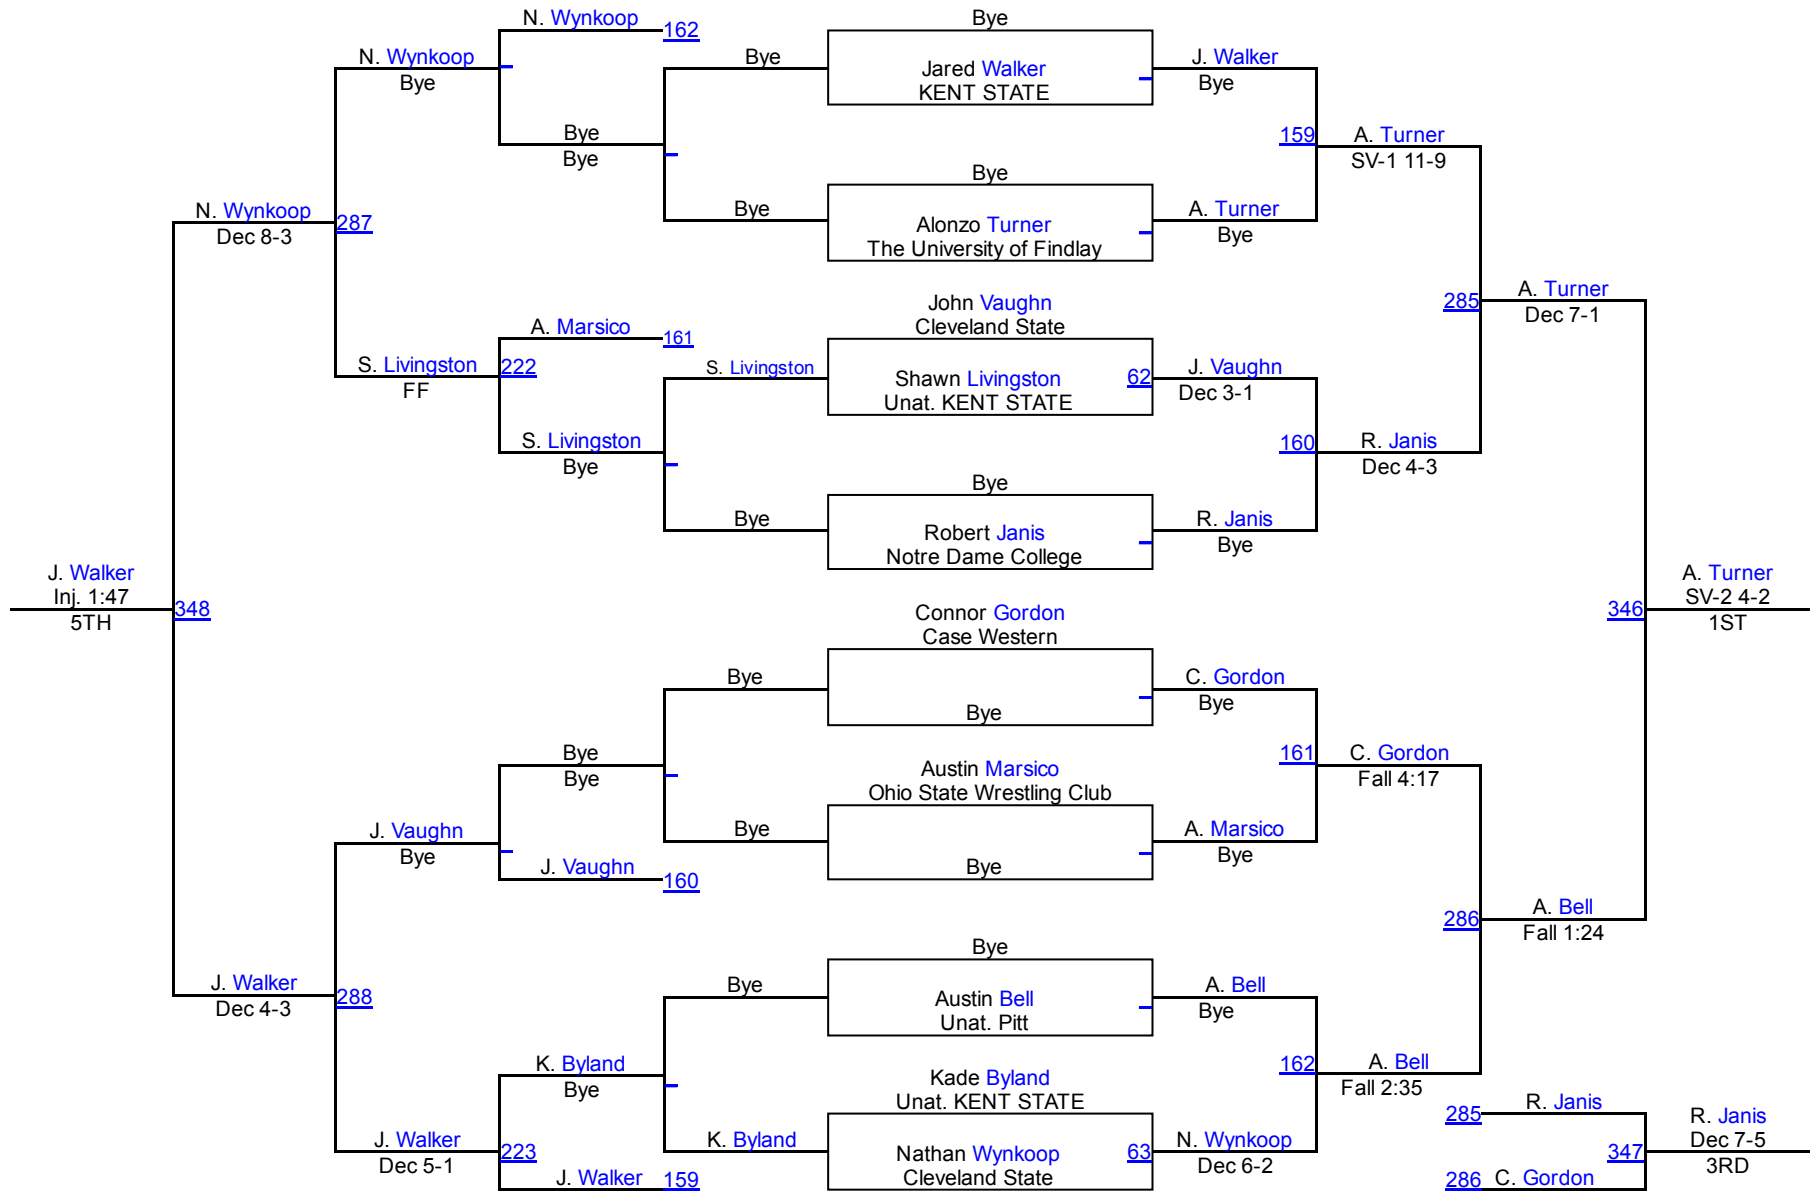 N. Wynkoop
162
N. Wynkoop
Bye
Bye
Bye
Bye
N. Wynkoop
Dec 8-3
287
Bye
A. Marsico
161
S. Livingston
FF
222
S. Livingston
S. Livingston
Bye
Bye
J. Walker
Inj. 1:47
5TH
348
Bye
Bye
Bye
Bye
J. Vaughn
Bye
J. Vaughn
160
J. Walker
Dec 4-3
288
Bye
K. Byland
Bye
K. Byland
J. Walker
Dec 5-1
223
J. Walker
159
Bye
Jared Walker
KENT STATE
Bye
Alonzo Turner
The University of Findlay
John Vaughn
Cleveland State
Shawn Livingston
Unat. KENT STATE
62
Bye
Robert Janis
Notre Dame College
Connor Gordon
Case Western
Bye
Austin Marsico
Ohio State Wrestling Club
Bye
Bye
Austin Bell
Unat. Pitt
Kade Byland
Unat. KENT STATE
Nathan Wynkoop
Cleveland State
63
J. Walker
Bye
159
A. Turner
Bye
A. Turner
SV-1 11-9
J. Vaughn
Dec 3-1
160
R. Janis
Bye
R. Janis
Dec 4-3
285
A. Turner
Dec 7-1
C. Gordon
Bye
161
A. Marsico
Bye
C. Gordon
Fall 4:17
A. Bell
Bye
162
N. Wynkoop
Dec 6-2
A. Bell
Fall 2:35
286
A. Bell
Fall 1:24
346
A. Turner
SV-2 4-2
1ST
285
R. Janis
347
286
C. Gordon
R. Janis
Dec 7-5
3RD